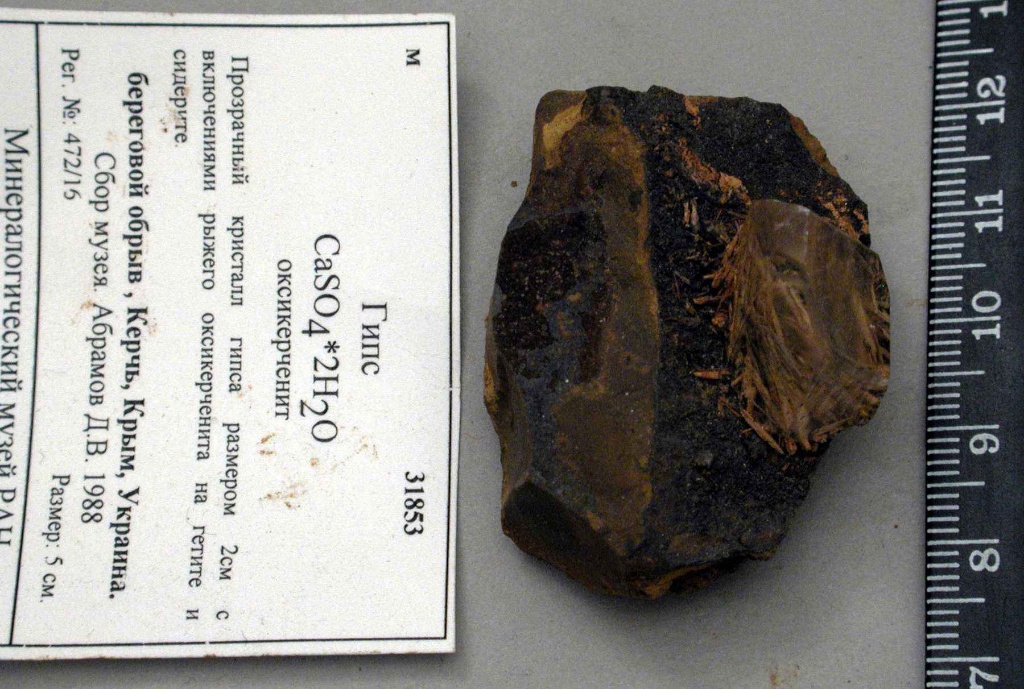 М 31853
Гипс
CaSO4*2H2O
оксикерченит
Прозрачный кристалл гипса размером 2см с
включениями рыжего оксикерченита на гетите и
сидерите.
береговой обрыв , Керчь, Крым, Украина.
Сбор музея. Абрамов Д.В. 1988
Рег. №: 472/16 Размер: 5 см.
Минералогический музей РАН
12
11
10
9
8
7